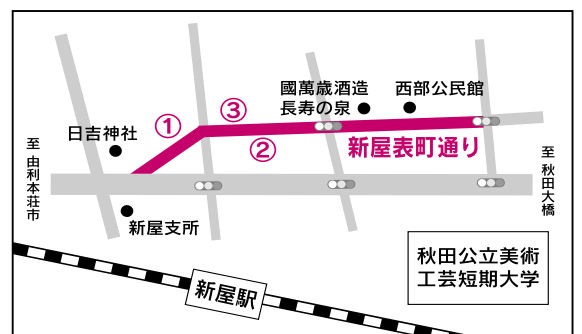 國萬歳酒造
長寿の泉
西部公民館
③
①
日吉神社
②
新屋表町通り
至 由利本荘市
至 秋田大橋
新屋支所
秋田公立美術
工芸短期大学
新屋駅